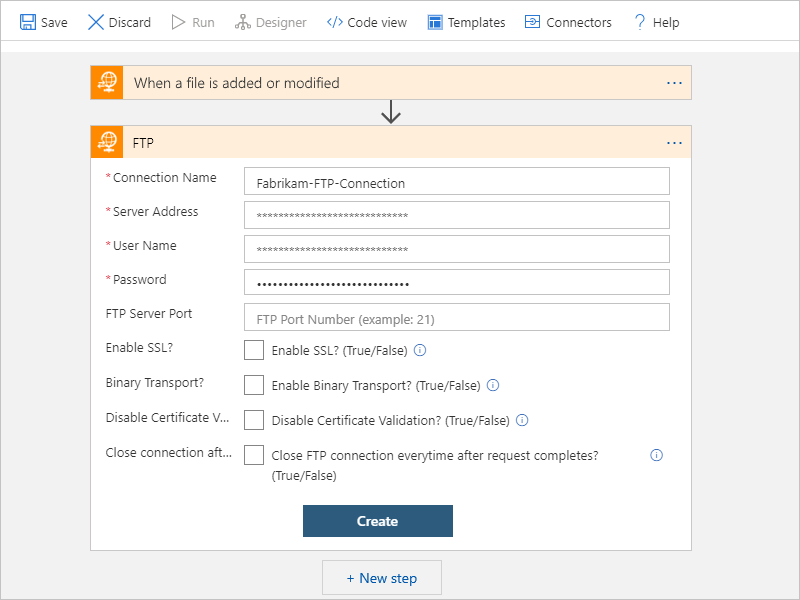 Save Discard Run Designer Code view Templates Connectors ? Help
When a file is added or modified ...
FTP ...
* Connection Name Fabrikam-FTP-Connection
* Server Address *****************************
* User Name *****************************
* Password •••••••••••••••••••••••••••••
FTP Server Port FTP Port Number (example: 21)
Enable SSL? Enable SSL? (True/False)
Binary Transport? Enable Binary Transport? (True/False)
Disable Certificate V... Disable Certificate Validation? (True/False)
Close connection aft... Close FTP connection everytime after request completes?
(True/False)
Create
+ New step